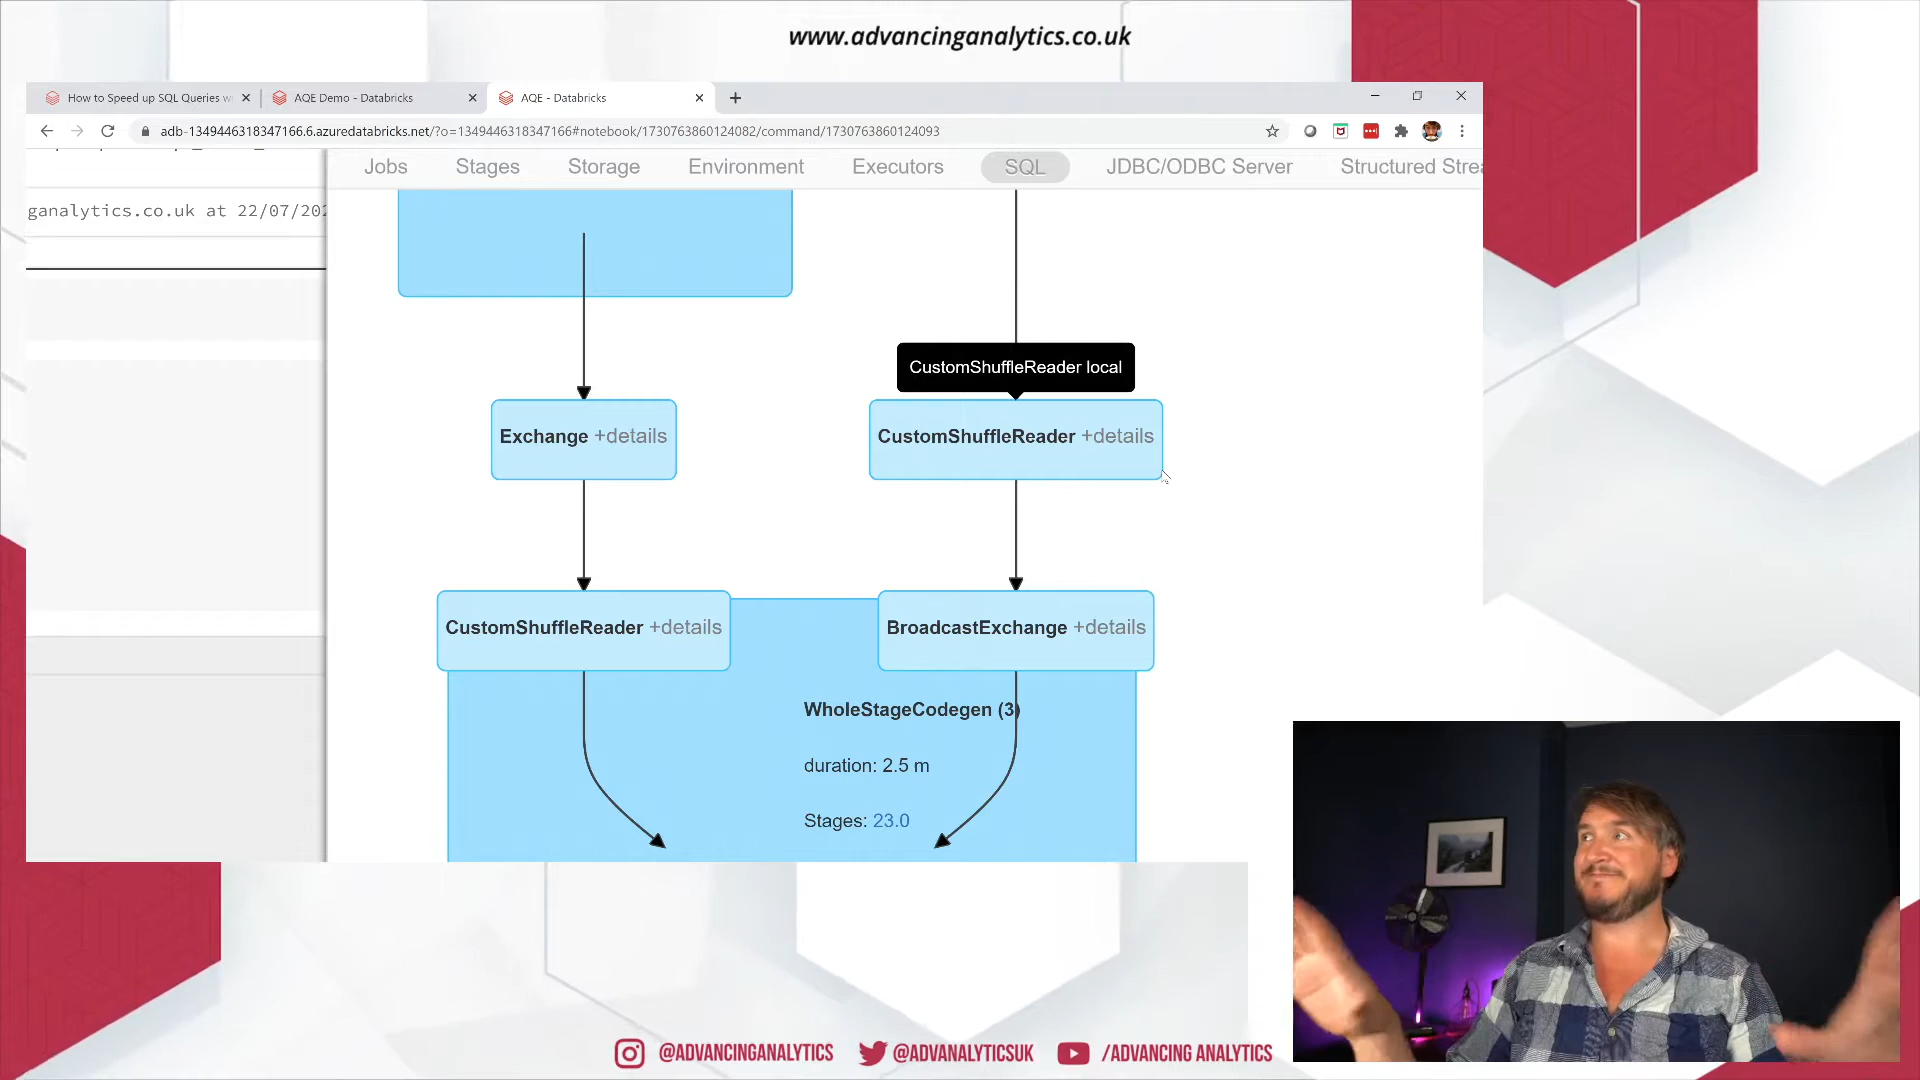 www.advancinganalytics.co.uk
How to Speed up SQL Queries w
AQE Demo - Databricks
AQE - Databricks
adb-1349446318347166.6.azuredatabricks.net/?o=1349446318347166#notebook/1730763860124082/command/1730763860124093
Jobs Stages Storage Environment Executors SQL JDBC/ODBC Server Structured Strea
ganalytics.co.uk at 22/07/202
CustomShuffleReader local
Exchange +details
CustomShuffleReader +details
CustomShuffleReader +details
BroadcastExchange +details
WholeStageCodegen (3)
duration: 2.5 m
Stages: 23.0
@ADVANCINGANALYTICS @ADVANALYTICSUK /ADVANCING ANALYTICS